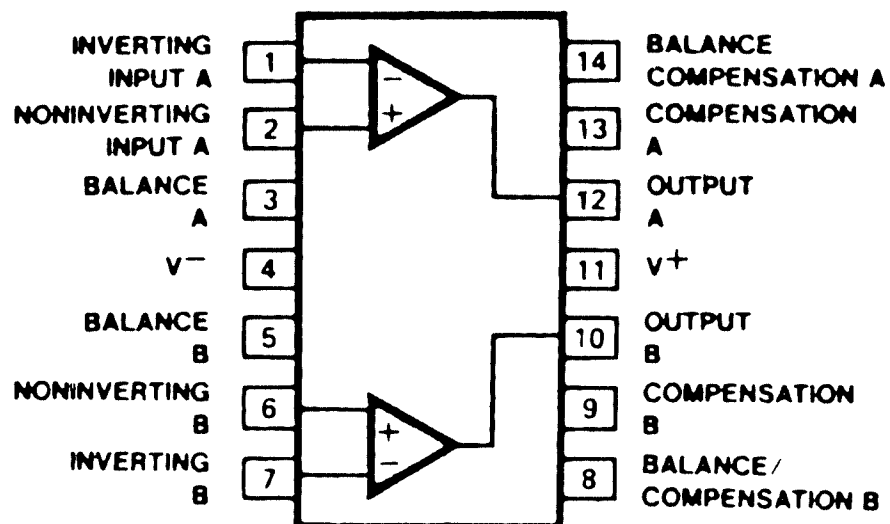 INVERTING
INPUT A
1
NONINVERTING
INPUT A
2
BALANCE
A
3
V−
4
BALANCE
B
5
NONINVERTING
B
6
INVERTING
B
7
−
+
+
−
14
BALANCE
COMPENSATION A
13
COMPENSATION
A
12
OUTPUT
A
11
V+
10
OUTPUT
B
9
COMPENSATION
B
8
BALANCE/
COMPENSATION B